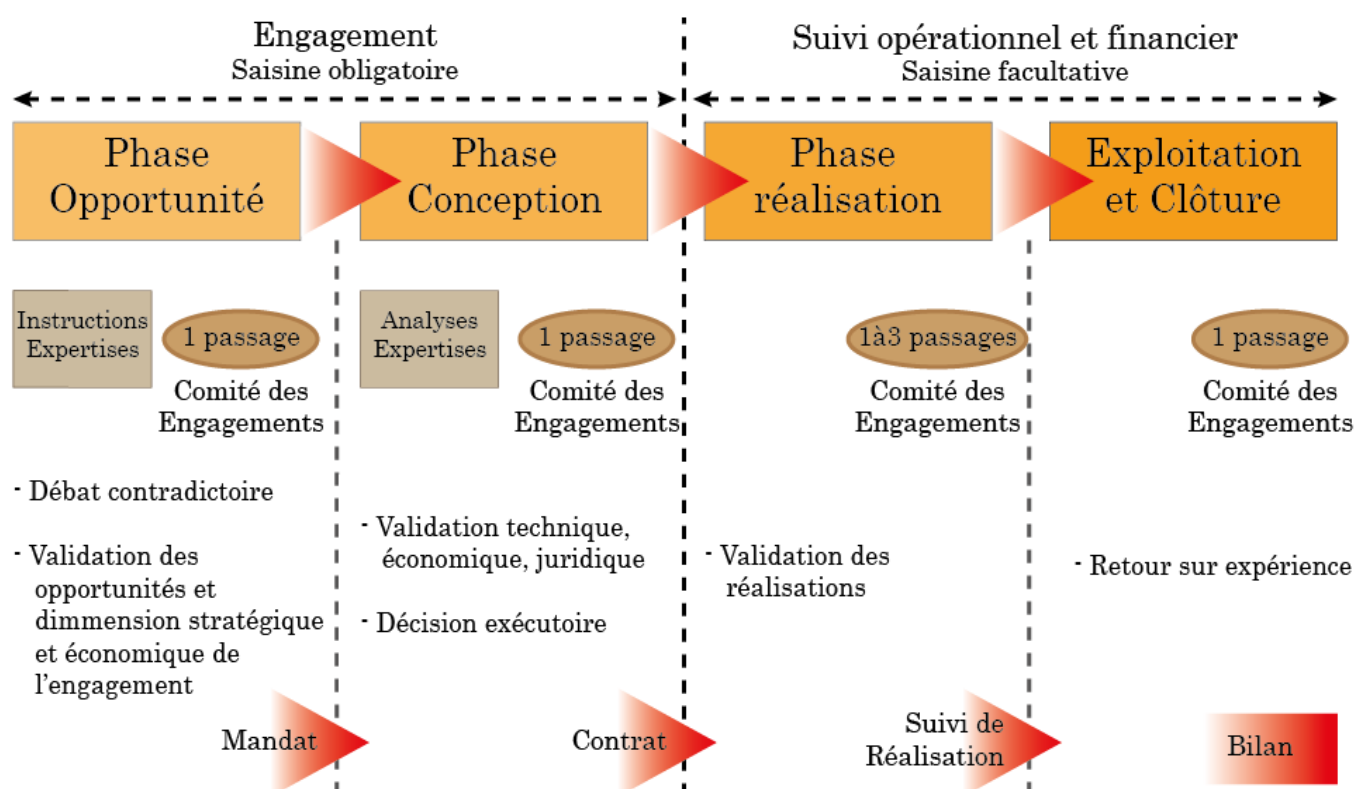 Engagement
Saisine obligatoire
Suivi opérationnel et financier
Saisine facultative
Phase
Opportunité
Phase
Conception
Phase
réalisation
Exploitation
et Clôture
Instructions
Expertises
1 passage
Comité des
Engagements
Analyses
Expertises
1 passage
Comité des
Engagements
1à3 passages
Comité des
Engagements
1 passage
Comité des
Engagements
- Débat contradictoire
- Validation des
opportunités et
dimmension stratégique
et économique de
l'engagement
- Validation technique,
économique, juridique
- Décision exécutoire
- Validation des
réalisations
- Retour sur expérience
Mandat
Contrat
Suivi de
Réalisation
Bilan